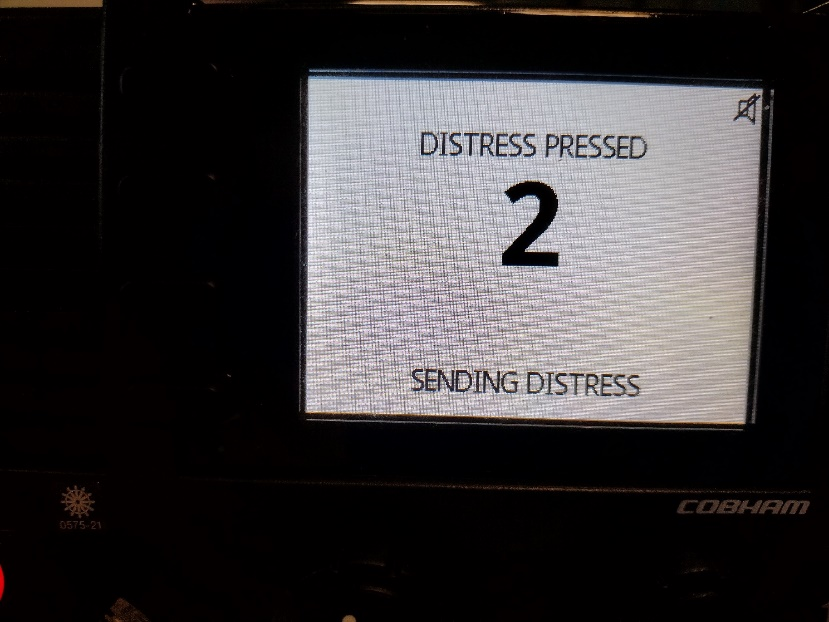 DISTRESS PRESSED
2
SENDING DISTRESS
0575-21
COBHAM